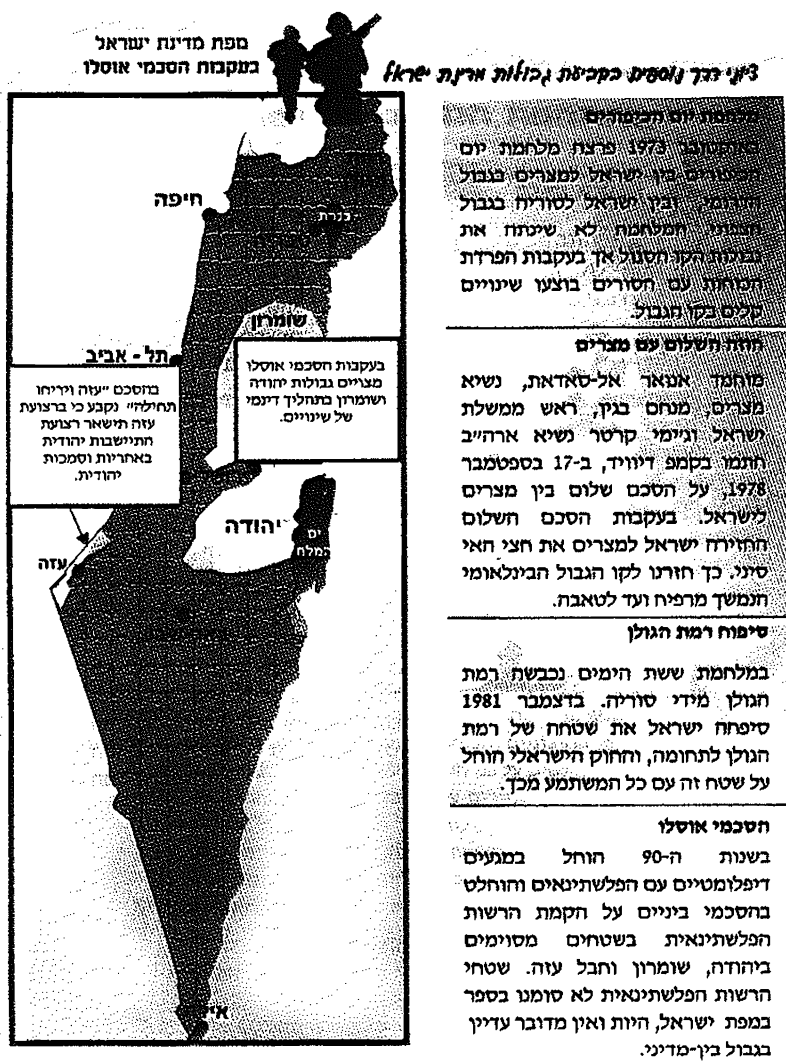 מפת מדינת ישראל
בעקבות הסכמי אוסלו
ציוני דרך נוספים בקביעת גבולות מדינת ישראל
חיפה
כנרת
שומרון
תל - אביב
בעקבות הסכמי אוסלו
מצויים גבולות יהודה
ושומרון בתהליך דינמי
של שינויים.
בהסכם "עזה ויריחו
תחילה" נקבע כי ברצועת
עזה תישאר רצועת
התיישבות יהודית
באחריות וסמכות
יהודית.
יהודה
ים
המלח
עזה
מלחמת יום הכיפורים
באוקטובר 1973 פרצה מלחמת יום
הכיפורים בין ישראל למצרים בגבול
הדרומי, ובין ישראל לסוריה בגבול
הצפוני. המלחמה לא שינתה את
גבולות הקו הסגול אך בעקבות הפרדת
הכוחות עם הסורים בוצעו שינויים
קלים בקו הגבול.
חוזה השלום עם מצרים
מוחמד אנואר אל-סאדאת, נשיא
מצרים, מנחם בגין, ראש ממשלת
ישראל וג'ימי קרטר נשיא ארה"ב
חתמו בקמפ דיוויד, ב-17 בספטמבר
1978, על הסכם שלום בין מצרים
לישראל. בעקבות הסכם השלום
החזירה ישראל למצרים את חצי האי
סיני. כך חזרנו לקו הגבול הבינלאומי
הנמשך מרפיח ועד לטאבה.
סיפוח רמת הגולן
במלחמת ששת הימים נכבשה רמת
הגולן מידי סוריה. בדצמבר 1981
סיפחה ישראל את שטחה של רמת
הגולן לתחומה, והחוק הישראלי הוחל
על שטח זה עם כל המשתמע מכך.
הסכמי אוסלו
בשנות ה-90 הוחל במגעים
דיפלומטיים עם הפלשתינאים והוחלט
בהסכמי ביניים על הקמת הרשות
הפלשתינאית בשטחים מסוימים
ביהודה, שומרון וחבל עזה. שטחי
הרשות הפלשתינאית לא סומנו בספר
במפת ישראל, היות ואין מדובר עדיין
בגבול בין-מדיני.